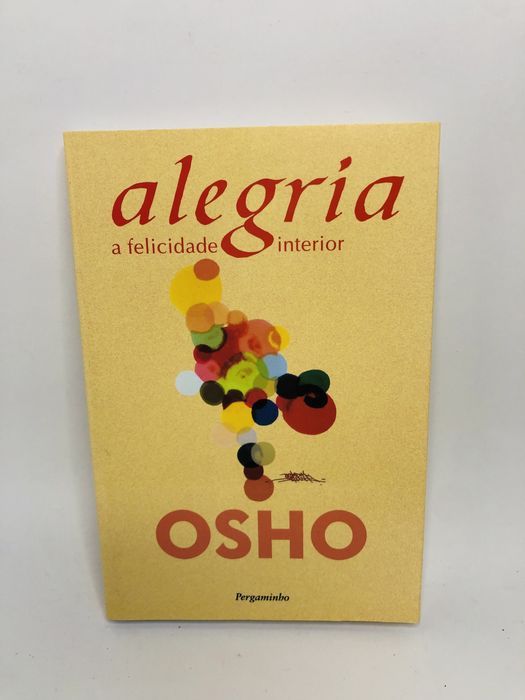 alegria
a felicidade interior
OSHO
Pergaminho